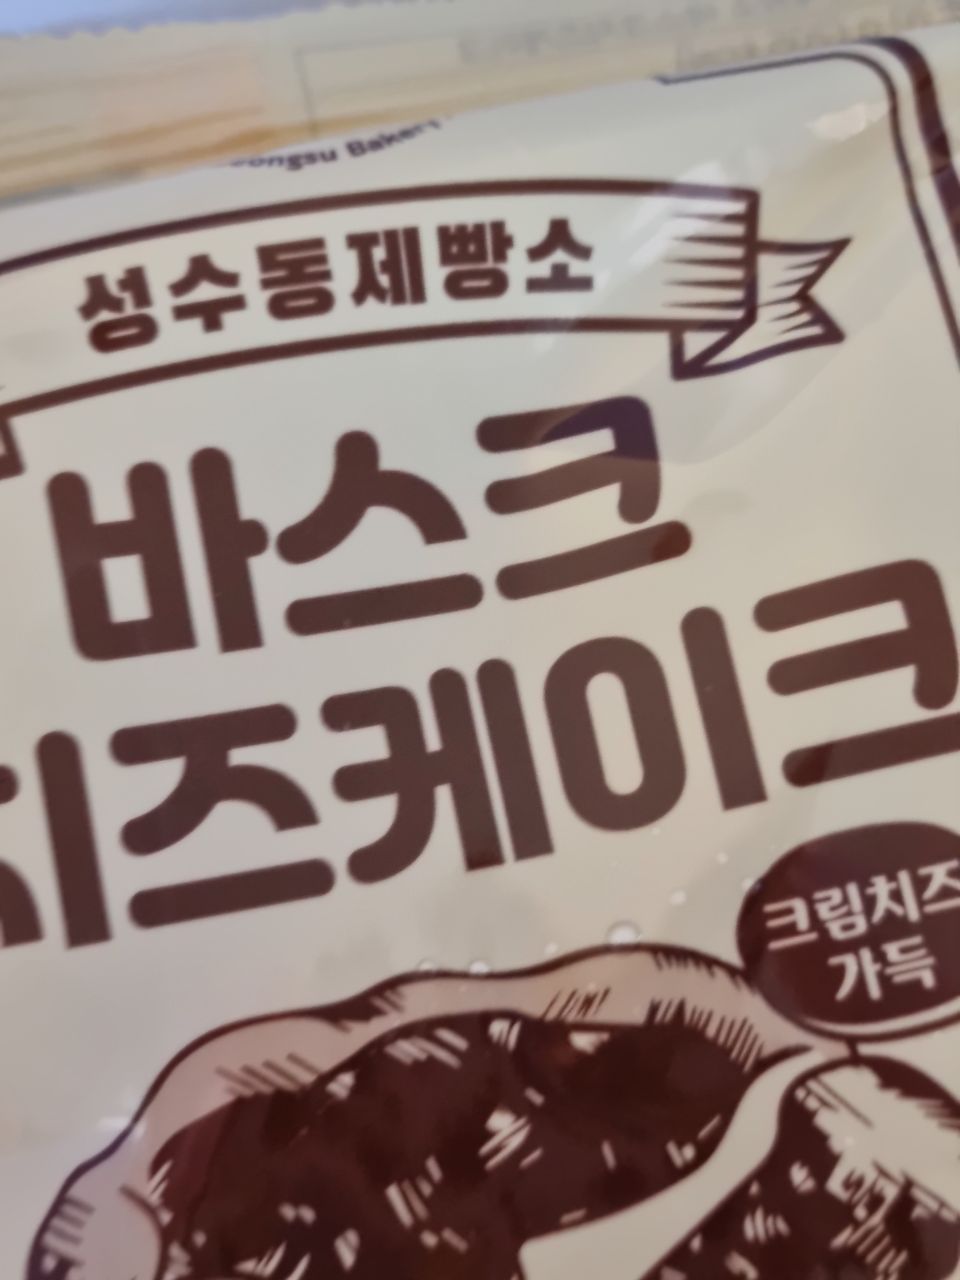 Seongsu Bakery
성수동제빵소
바스크
치즈케이크
크림치즈
가득